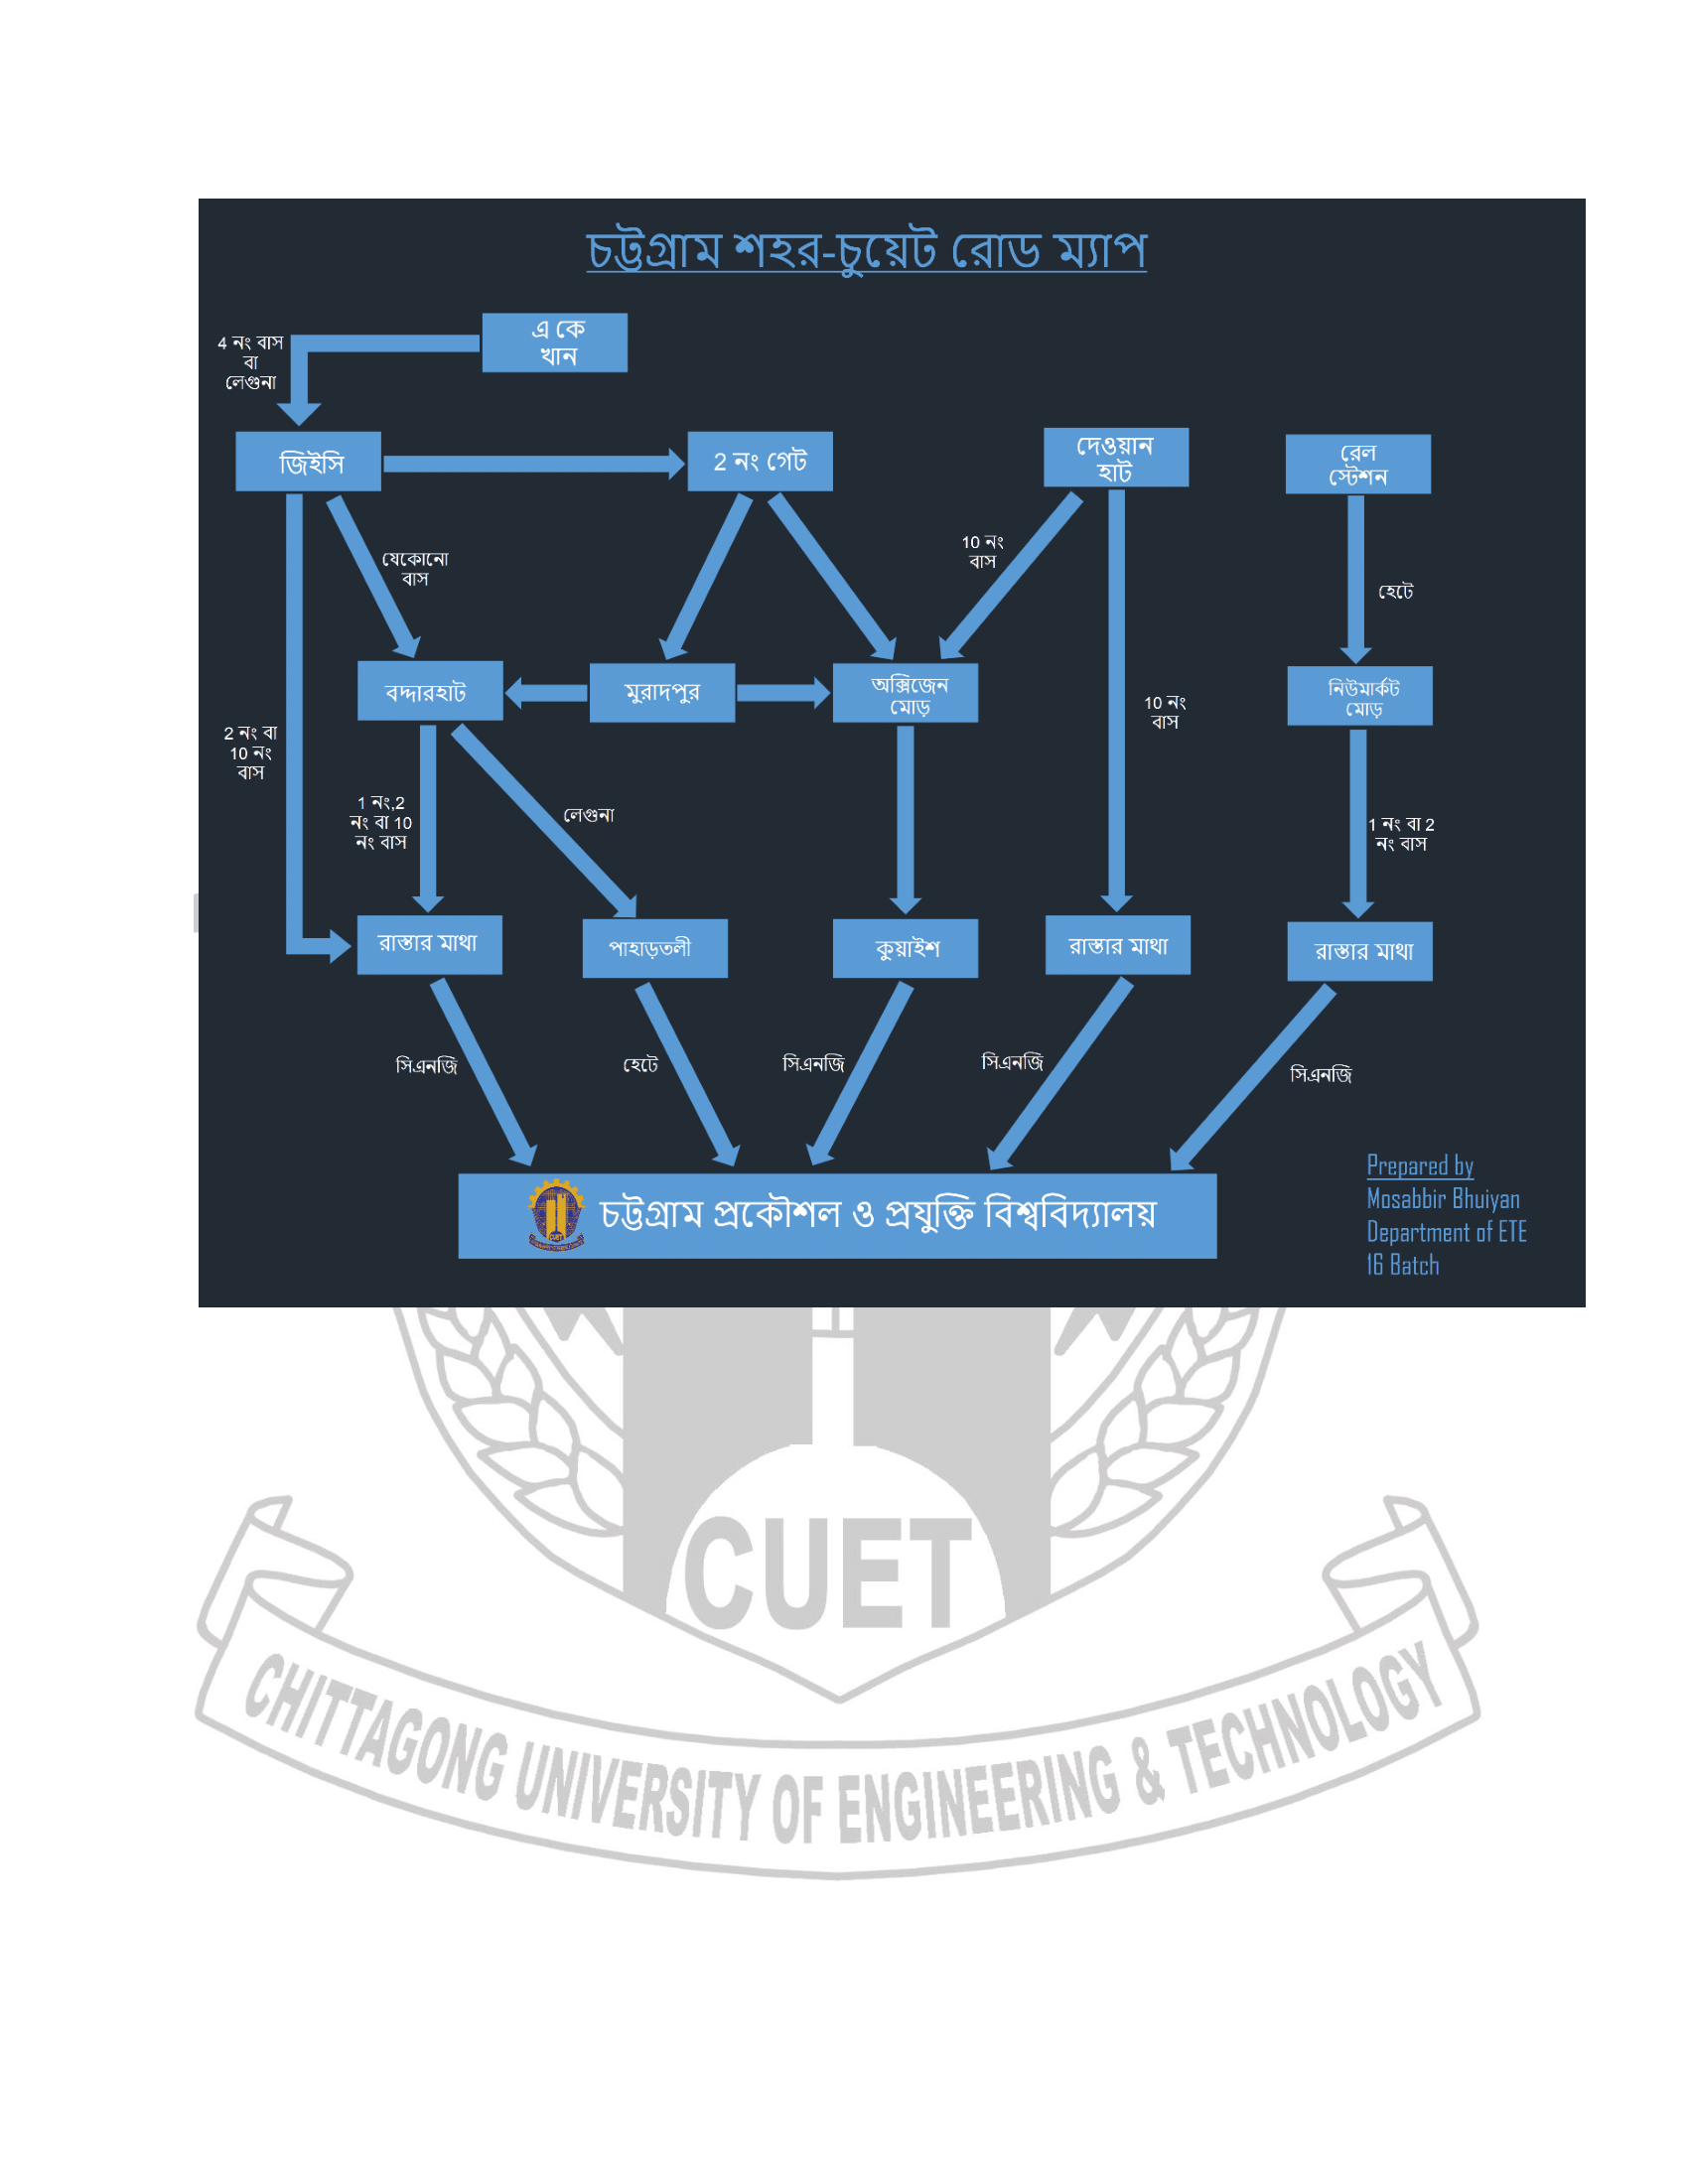 চট্টগ্রাম শহর-চুয়েট রোড ম্যাপ
এ কে
খান
4 নং বাস
বা
লেগুনা
জিইসি
2 নং গেট
দেওয়ান
হাট
রেল
স্টেশন
যেকোনো
বাস
10 নং
বাস
হেটে
বদ্দারহাট
মুরাদপুর
অক্সিজেন
মোড়
10 নং
বাস
নিউমার্কট
মোড়
2 নং বা
10 নং
বাস
1 নং,2
নং বা 10
নং বাস
লেগুনা
1 নং বা 2
নং বাস
রাস্তার মাথা
পাহাড়তলী
কুয়াইশ
রাস্তার মাথা
রাস্তার মাথা
সিএনজি
হেটে
সিএনজি
সিএনজি
সিএনজি
চট্টগ্রাম প্রকৌশল ও প্রযুক্তি বিশ্ববিদ্যালয়
Prepared by
Mosabbir Bhuiyan
Department of ETE
16 Batch
CUET
CHITTAGONG UNIVERSITY OF ENGINEERING & TECHNOLOGY